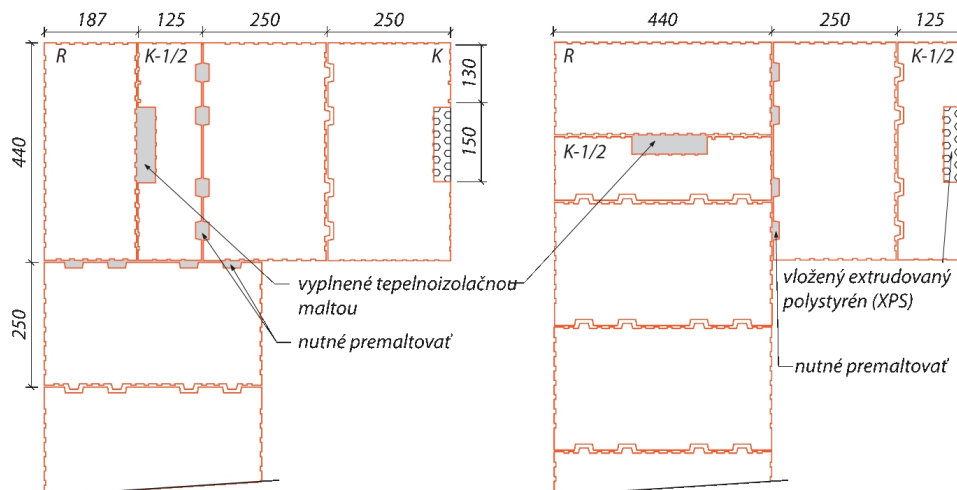 187 125 250 250 440 250 125
R K-1/2 K R K-1/2
130
150
440
K-1/2
250
vyplnené tepelnoizolačnou
maltou
vložený extrudovaný
polystyrén (XPS)
nutné premaltovať
nutné premaltovať